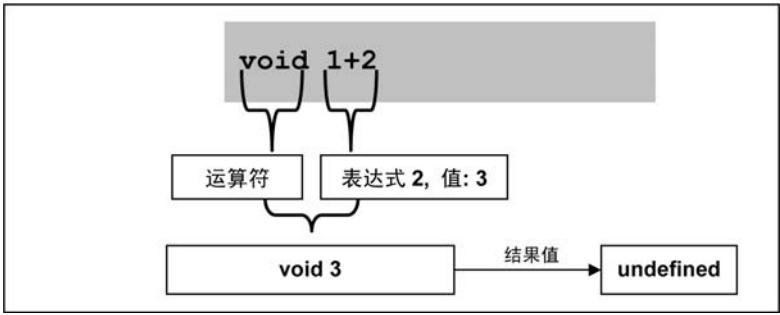 void 1+2
运算符
表达式 2, 值: 3
void 3
结果值
undefined